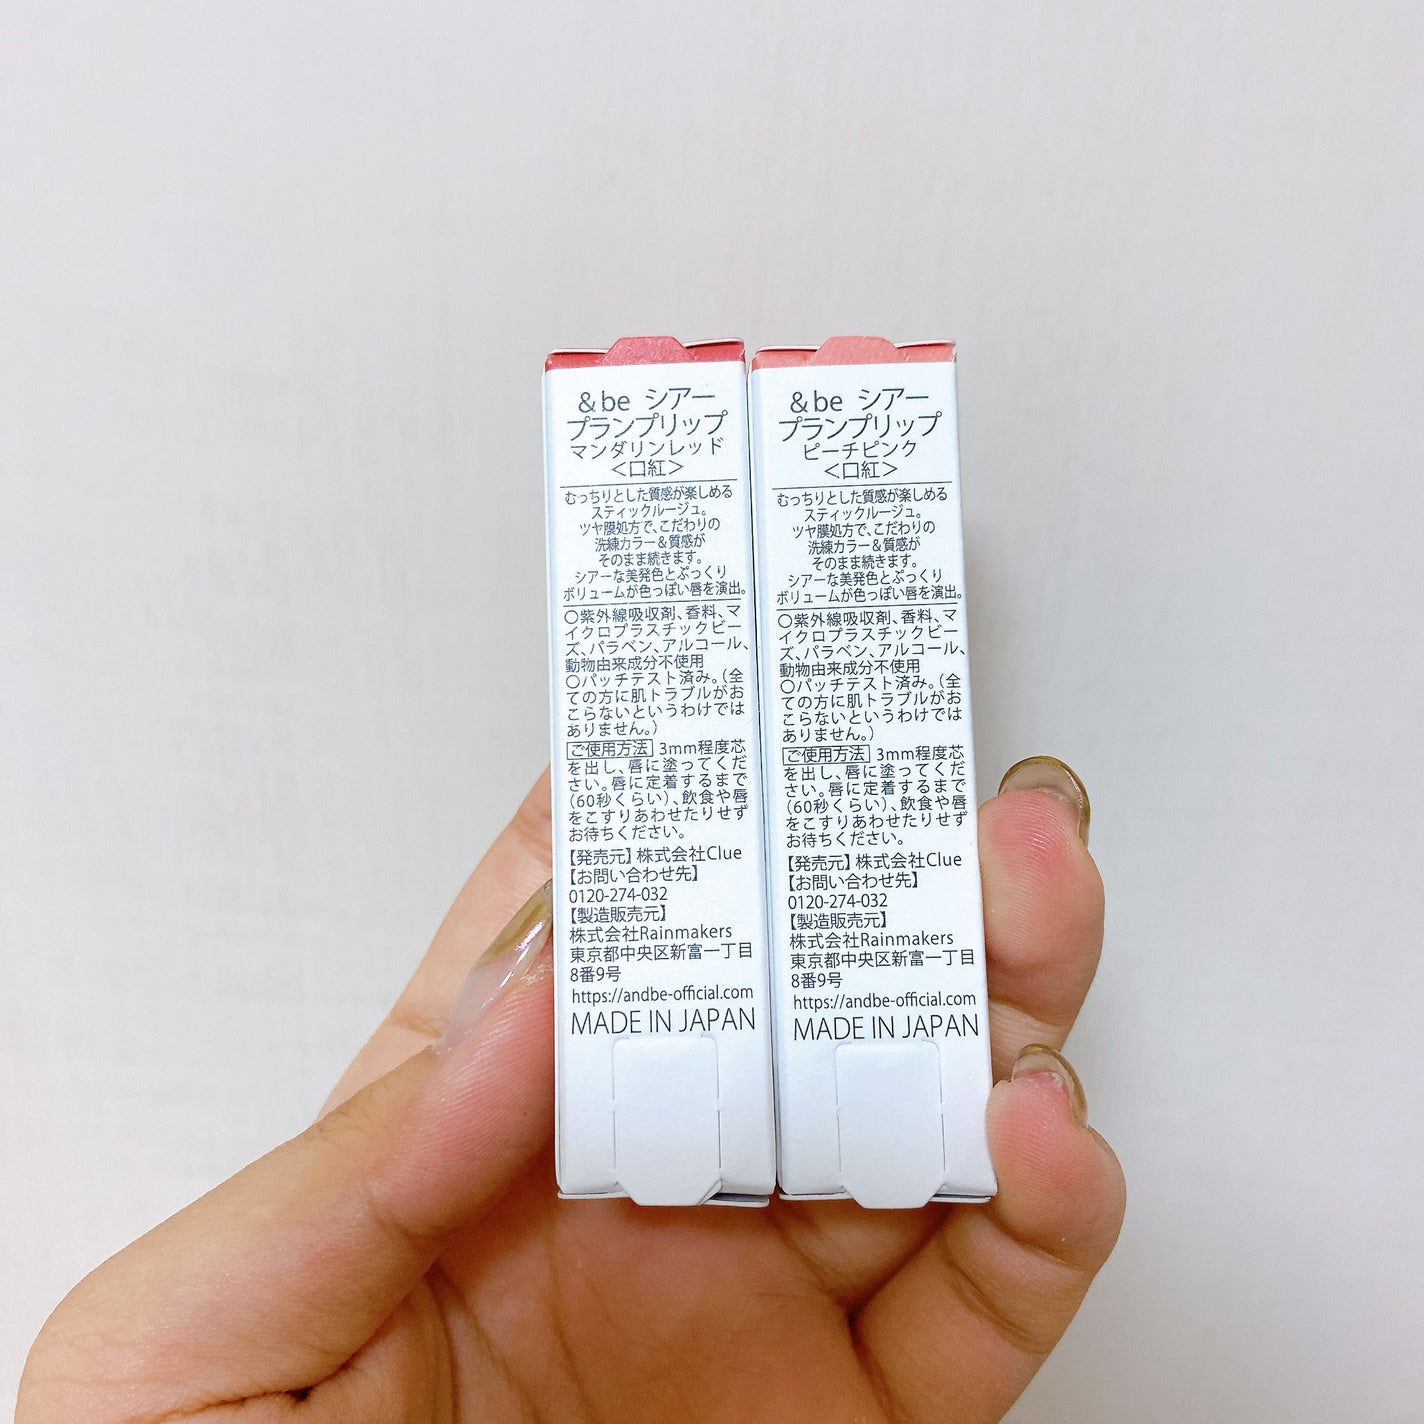 &be シアー
プランプリップ
マンダリンレッド
<口紅>
むっちりとした質感が楽しめる
スティックルージュ。
ツヤ膜処方で、こだわりの
洗練カラー&質感が
そのまま続きます。
シアーな美発色とぷっくり
ボリュームが色っぽい唇を演出。
○紫外線吸収剤、香料、マ
イクロプラスチックビー
ズ、パラベン、アルコール、
動物由来成分不使用
○パッチテスト済み。(全
ての方に肌トラブルがお
こらないというわけでは
ありません。)
ご使用方法 3mm程度芯
を出し、唇に塗ってくだ
さい。唇に定着するまで
(60秒くらい)、飲食や唇
をこすりあわせたりせず
お待ちください。
【発売元】株式会社Clue
【お問い合わせ先】
0120-274-032
【製造販売元】
株式会社Rainmakers
東京都中央区新富一丁目
8番9号
https://andbe-official.com
MADE IN JAPAN
&be シアー
プランプリップ
ピーチピンク
<口紅>
むっちりとした質感が楽しめる
スティックルージュ。
ツヤ膜処方で、こだわりの
洗練カラー&質感が
そのまま続きます。
シアーな美発色とぷっくり
ボリュームが色っぽい唇を演出。
○紫外線吸収剤、香料、マ
イクロプラスチックビー
ズ、パラベン、アルコール、
動物由来成分不使用
○パッチテスト済み。(全
ての方に肌トラブルがお
こらないというわけでは
ありません。)
ご使用方法 3mm程度芯
を出し、唇に塗ってくだ
さい。唇に定着するまで
(60秒くらい)、飲食や唇
をこすりあわせたりせず
お待ちください。
【発売元】株式会社Clue
【お問い合わせ先】
0120-274-032
【製造販売元】
株式会社Rainmakers
東京都中央区新富一丁目
8番9号
https://andbe-official.com
MADE IN JAPAN